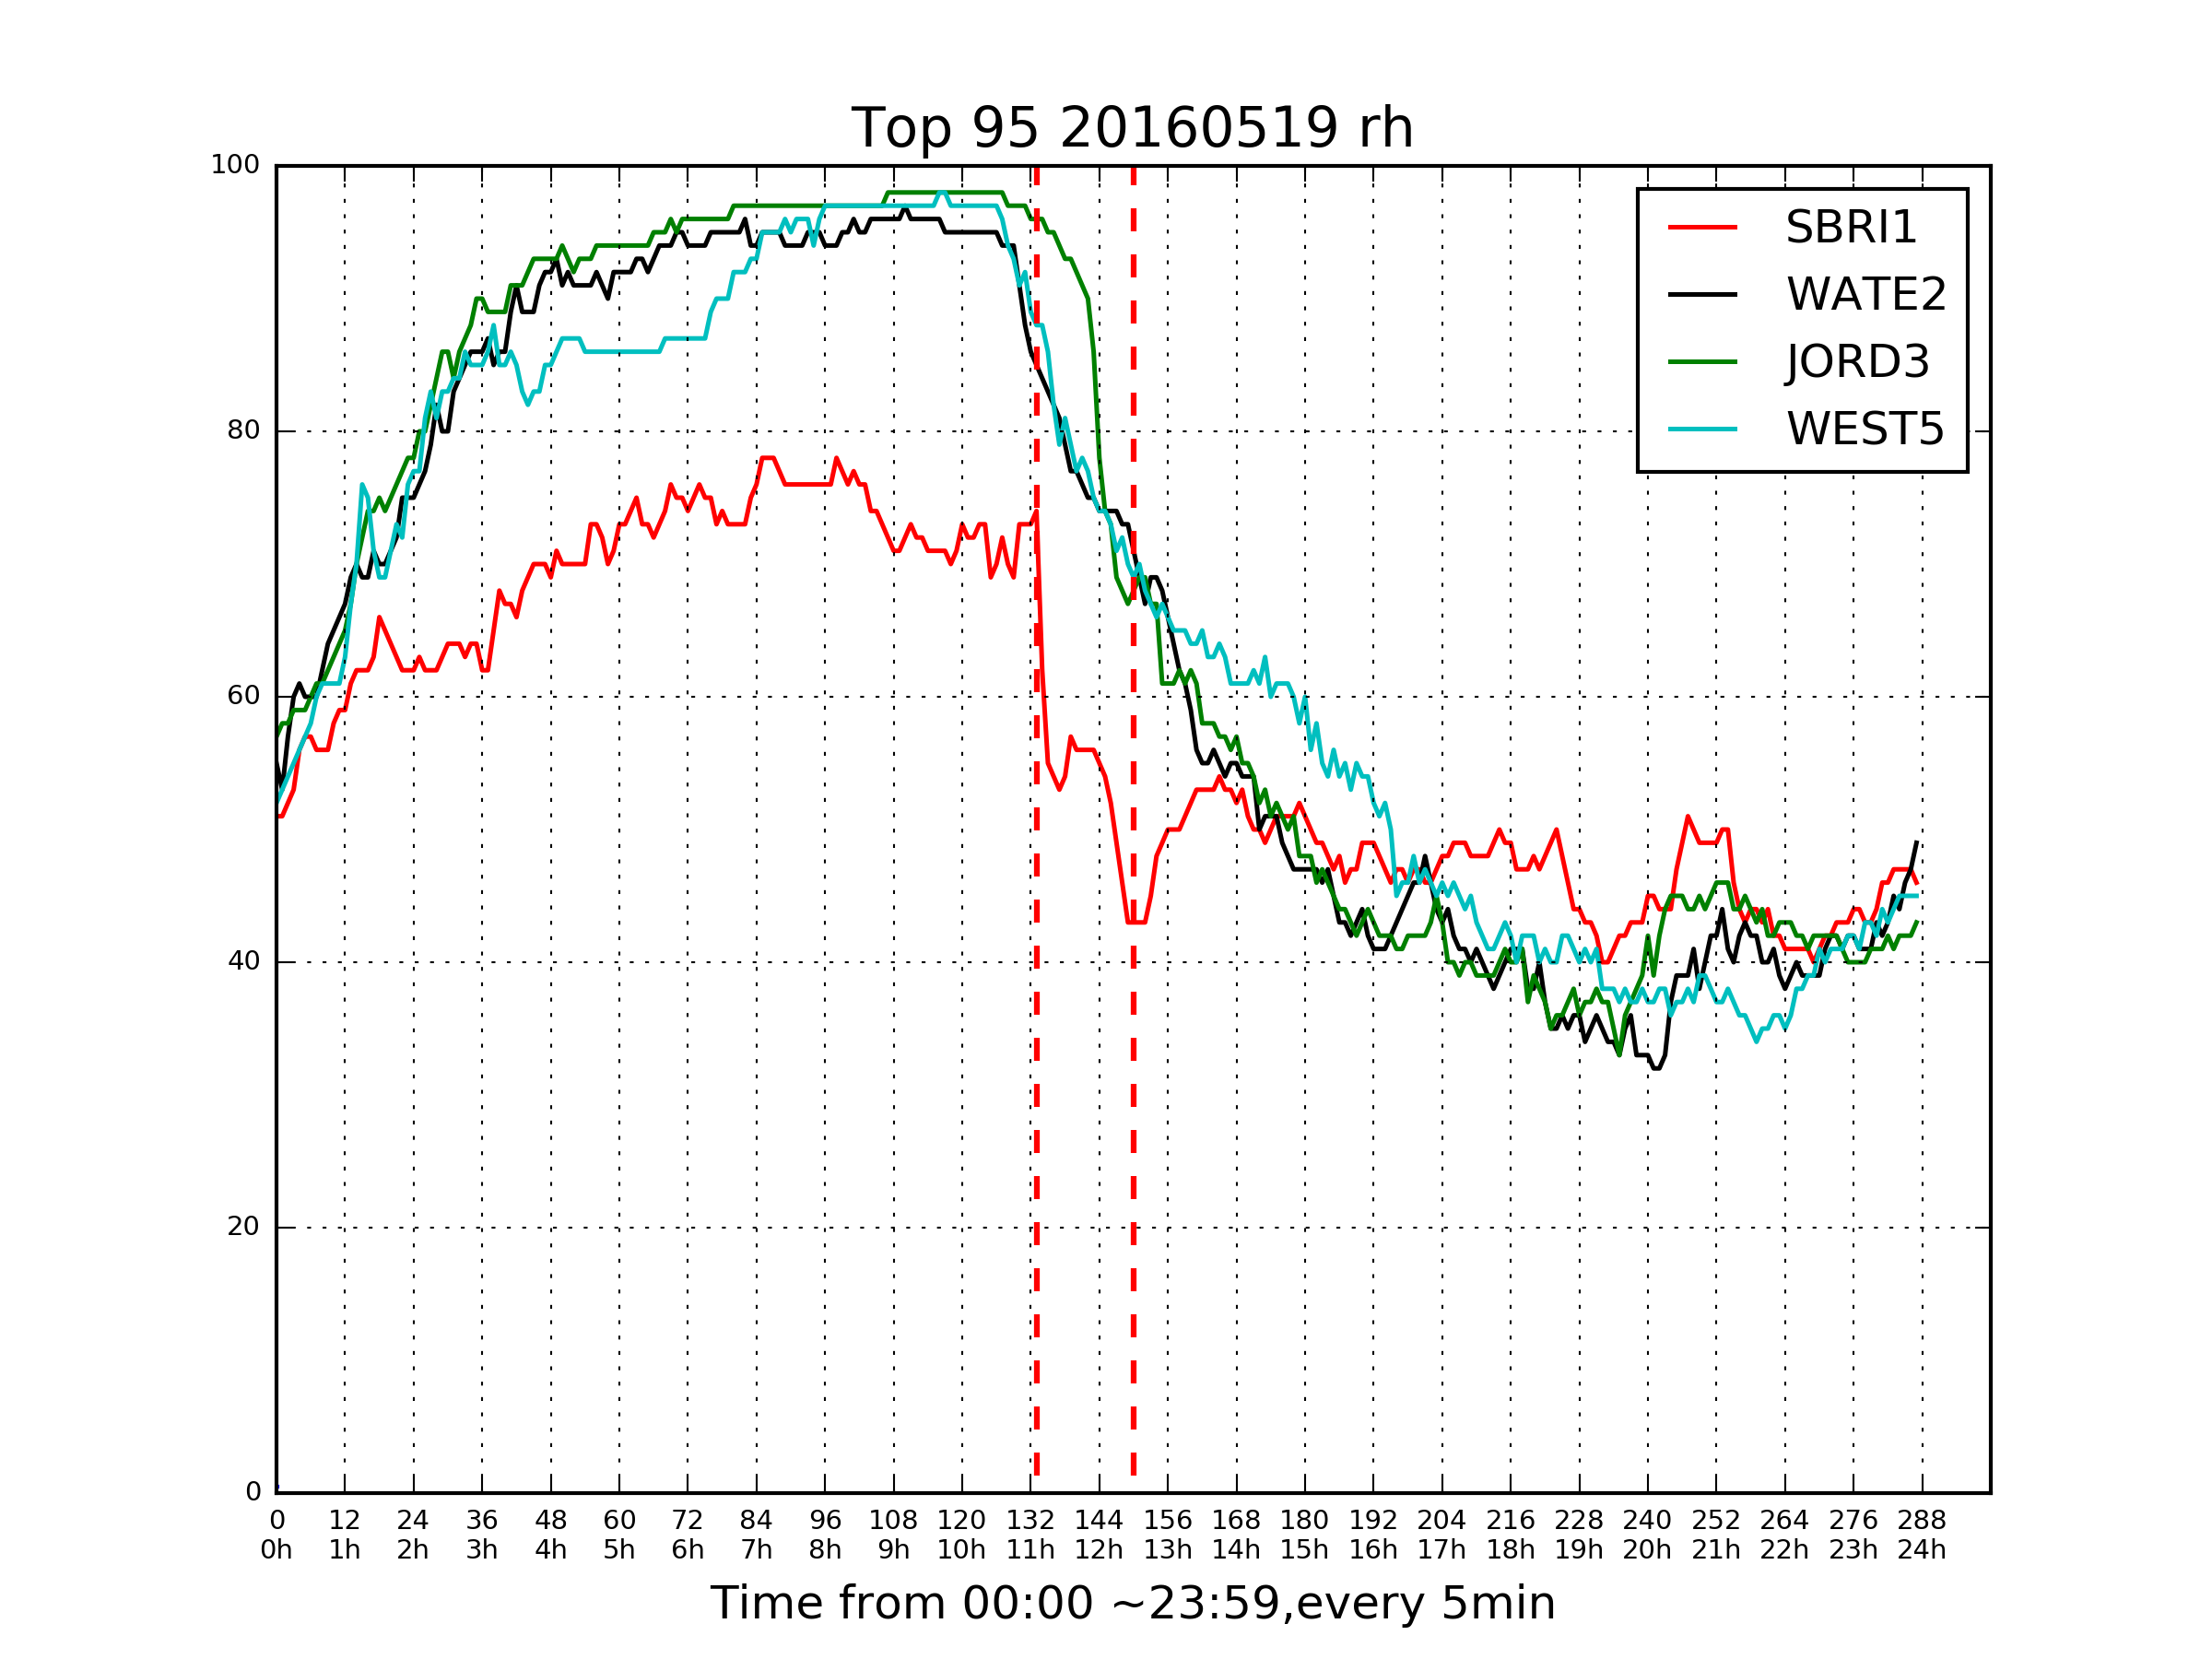 Top 95 20160519 rh
100
80
60
40
20
0
SBRI1
WATE2
JORD3
WEST5
0 12 24 36 48 60 72 84 96 108 120 132 144 156 168 180 192 204 216 228 240 252 264 276 288
0h 1h 2h 3h 4h 5h 6h 7h 8h 9h 10h 11h 12h 13h 14h 15h 16h 17h 18h 19h 20h 21h 22h 23h 24h
Time from 00:00 ~23:59,every 5min